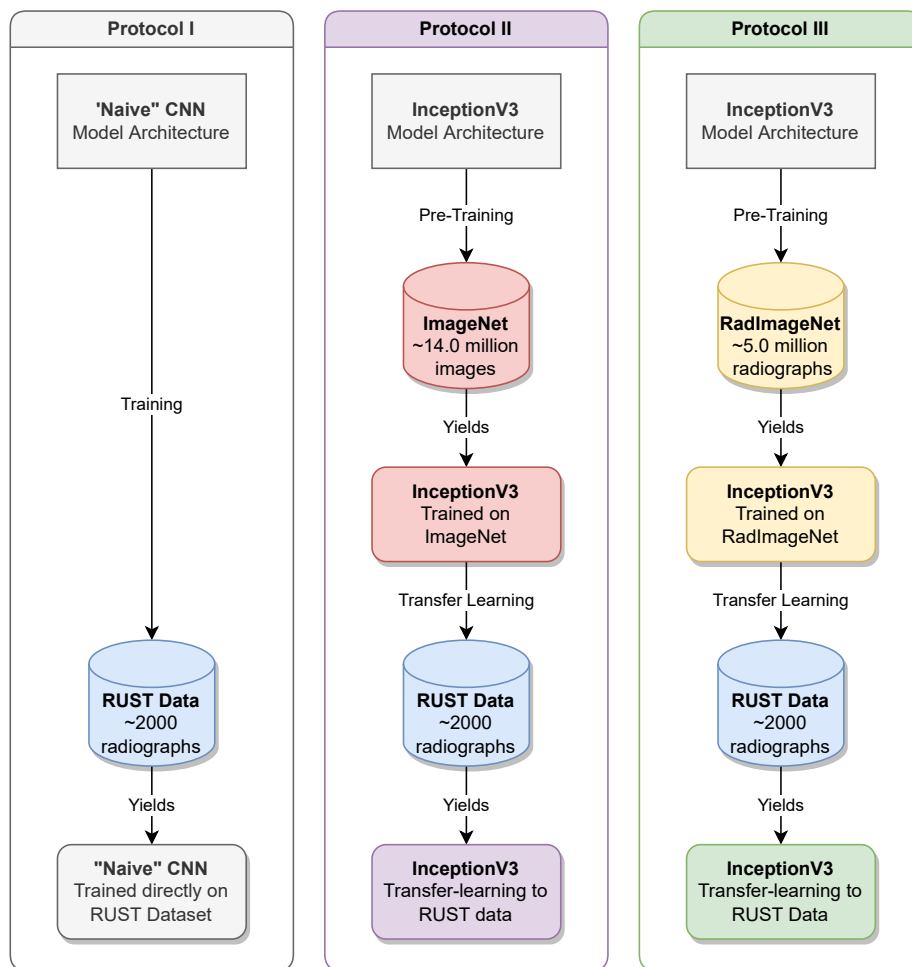 Protocol I
'Naive" CNN
Model Architecture
Training
RUST Data
~2000
radiographs
Yields
"Naive" CNN
Trained directly on
RUST Dataset
Protocol II
InceptionV3
Model Architecture
Pre-Training
ImageNet
~14.0 million
images
Yields
InceptionV3
Trained on
ImageNet
Transfer Learning
RUST Data
~2000
radiographs
Yields
InceptionV3
Transfer-learning to
RUST data
Protocol III
InceptionV3
Model Architecture
Pre-Training
RadImageNet
~5.0 million
radiographs
Yields
InceptionV3
Trained on
RadImageNet
Transfer Learning
RUST Data
~2000
radiographs
Yields
InceptionV3
Transfer-learning to
RUST Data